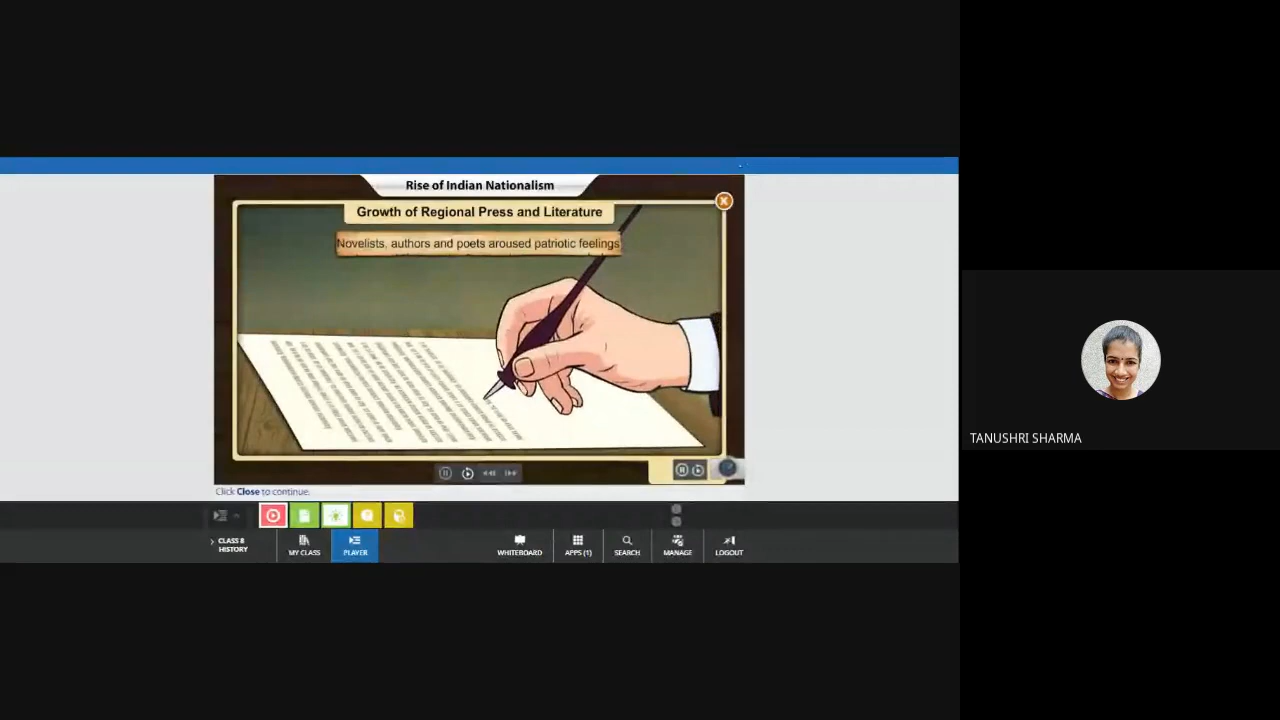 Rise of Indian Nationalism
Growth of Regional Press and Literature
Novelists, authors and poets aroused patriotic feelings
TANUSHRI SHARMA
Click Close to continue.
CLASS 8
HISTORY
MY CLASS
PLAYER
WHITEBOARD
APPS (1)
SEARCH
MANAGE
LOGOUT